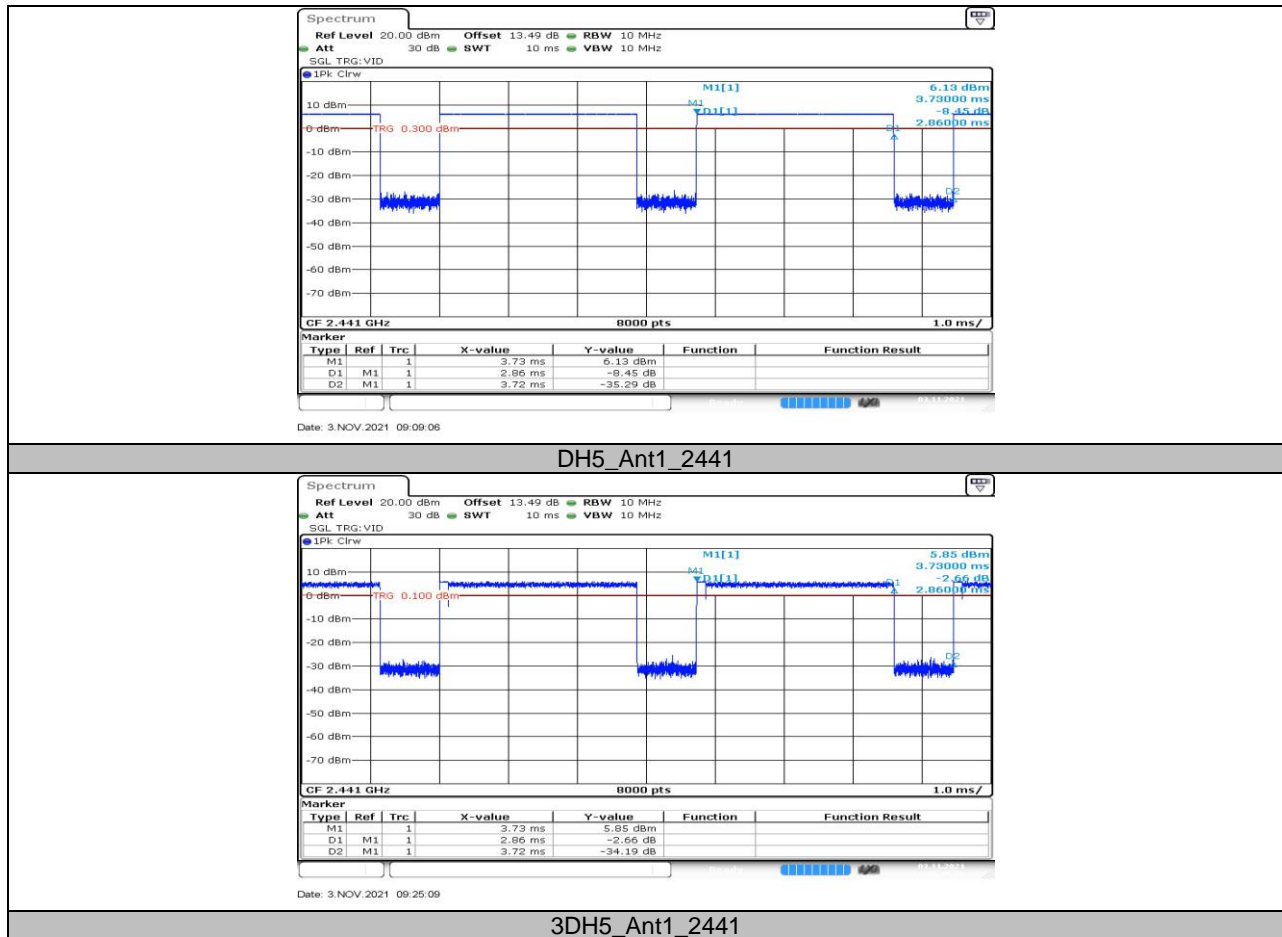 Spectrum
Ref Level 20.00 dBm Offset 13.49 dB RBW 10 MHz
Att 30 dB SWT 10 ms VBW 10 MHz
SGL TRG:VID
1Pk Clrw
M1[1] 6.13 dBm
3.73000 ms
D1[1] -8.45 dB
2.86000 ms
M1
10 dBm
0 dBm
TRG 0.300 dBm
D1
-10 dBm
-20 dBm
D2
-30 dBm
-40 dBm
-50 dBm
-60 dBm
-70 dBm
CF 2.441 GHz 8000 pts 1.0 ms/
Marker
Type Ref Trc X-value Y-value Function Function Result
M1 1 3.73 ms 6.13 dBm
D1 M1 1 2.86 ms -8.45 dB
D2 M1 1 3.72 ms -35.29 dB
Date: 3.NOV.2021 09:09:06
DH5_Ant1_2441
Spectrum
Ref Level 20.00 dBm Offset 13.49 dB RBW 10 MHz
Att 30 dB SWT 10 ms VBW 10 MHz
SGL TRG:VID
1Pk Clrw
M1[1] 5.85 dBm
3.73000 ms
D1[1] -2.66 dB
2.86000 ms
M1
10 dBm
D1
0 dBm
TRG 0.100 dBm
-10 dBm
-20 dBm
D2
-30 dBm
-40 dBm
-50 dBm
-60 dBm
-70 dBm
CF 2.441 GHz 8000 pts 1.0 ms/
Marker
Type Ref Trc X-value Y-value Function Function Result
M1 1 3.73 ms 5.85 dBm
D1 M1 1 2.86 ms -2.66 dB
D2 M1 1 3.72 ms -34.19 dB
Date: 3.NOV.2021 09:25:09
3DH5_Ant1_2441